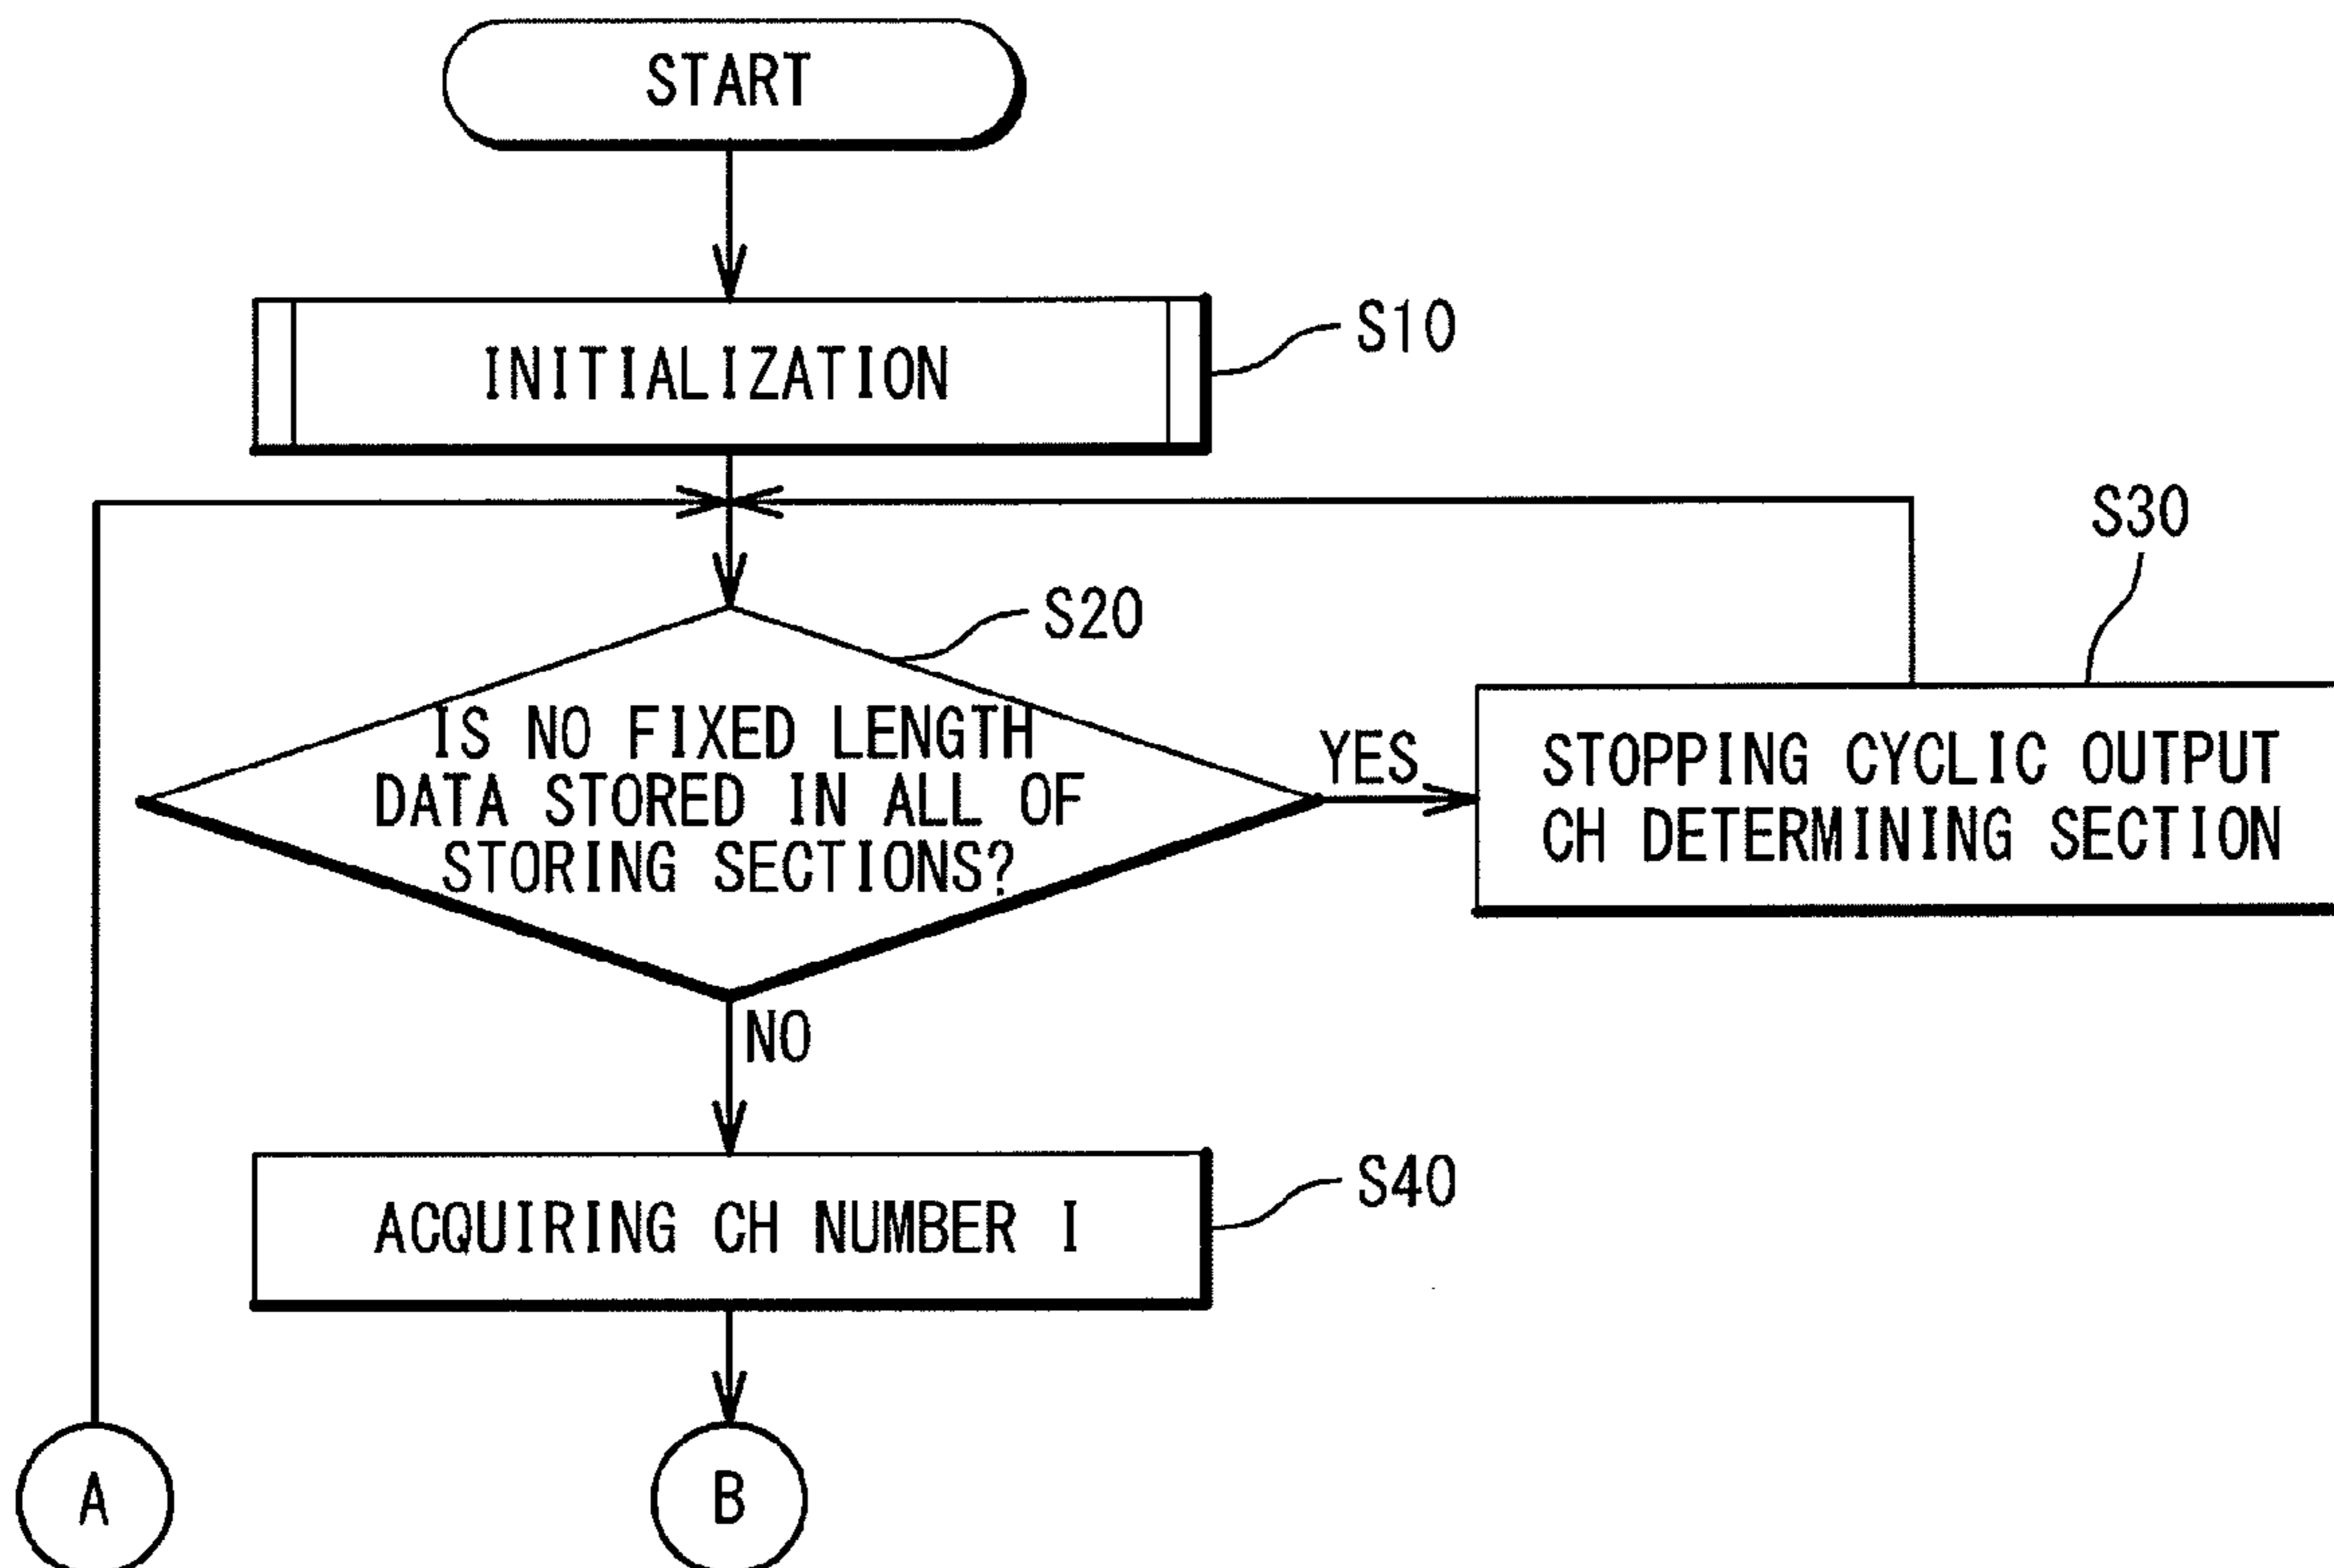 START
INITIALIZATION
S10
S30
S20
IS NO FIXED LENGTH
DATA STORED IN ALL OF
STORING SECTIONS?
YES
STOPPING CYCLIC OUTPUT
CH DETERMINING SECTION
NO
ACQUIRING CH NUMBER I
S40
A
B